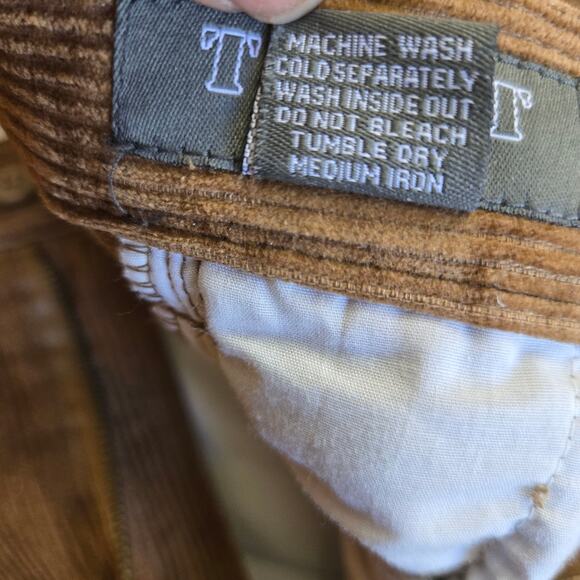 T
MACHINE WASH
COLD SEPARATELY
WASH INSIDE OUT
DO NOT BLEACH
TUMBLE DRY
MEDIUM IRON
T